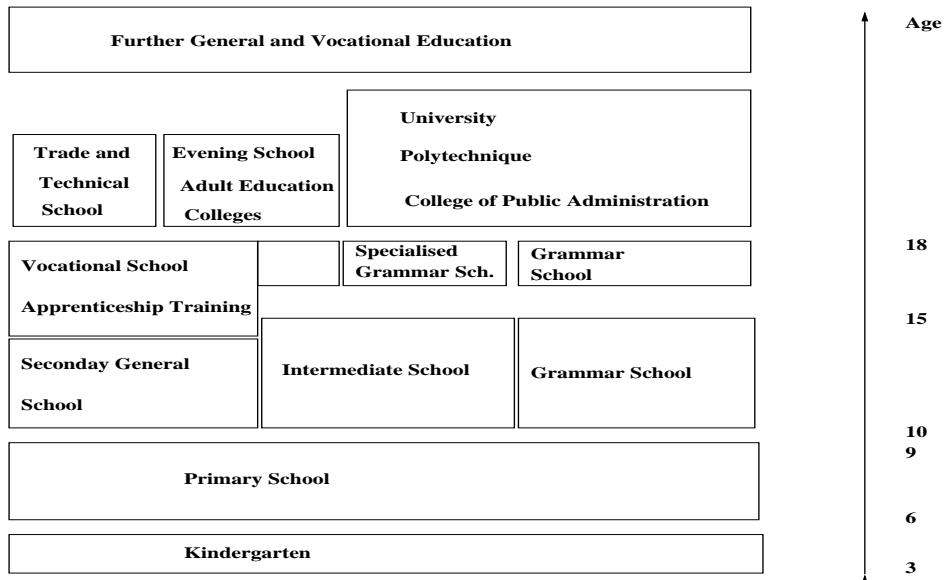 Further General and Vocational Education
Age
University
Polytechnique
College of Public Administration
Trade and
Technical
School
Evening School
Adult Education
Colleges
18
Vocational School
Apprenticeship Training
Specialised
Grammar Sch.
Grammar
School
15
Seconday General
School
Intermediate School
Grammar School
10
9
Primary School
6
Kindergarten
3